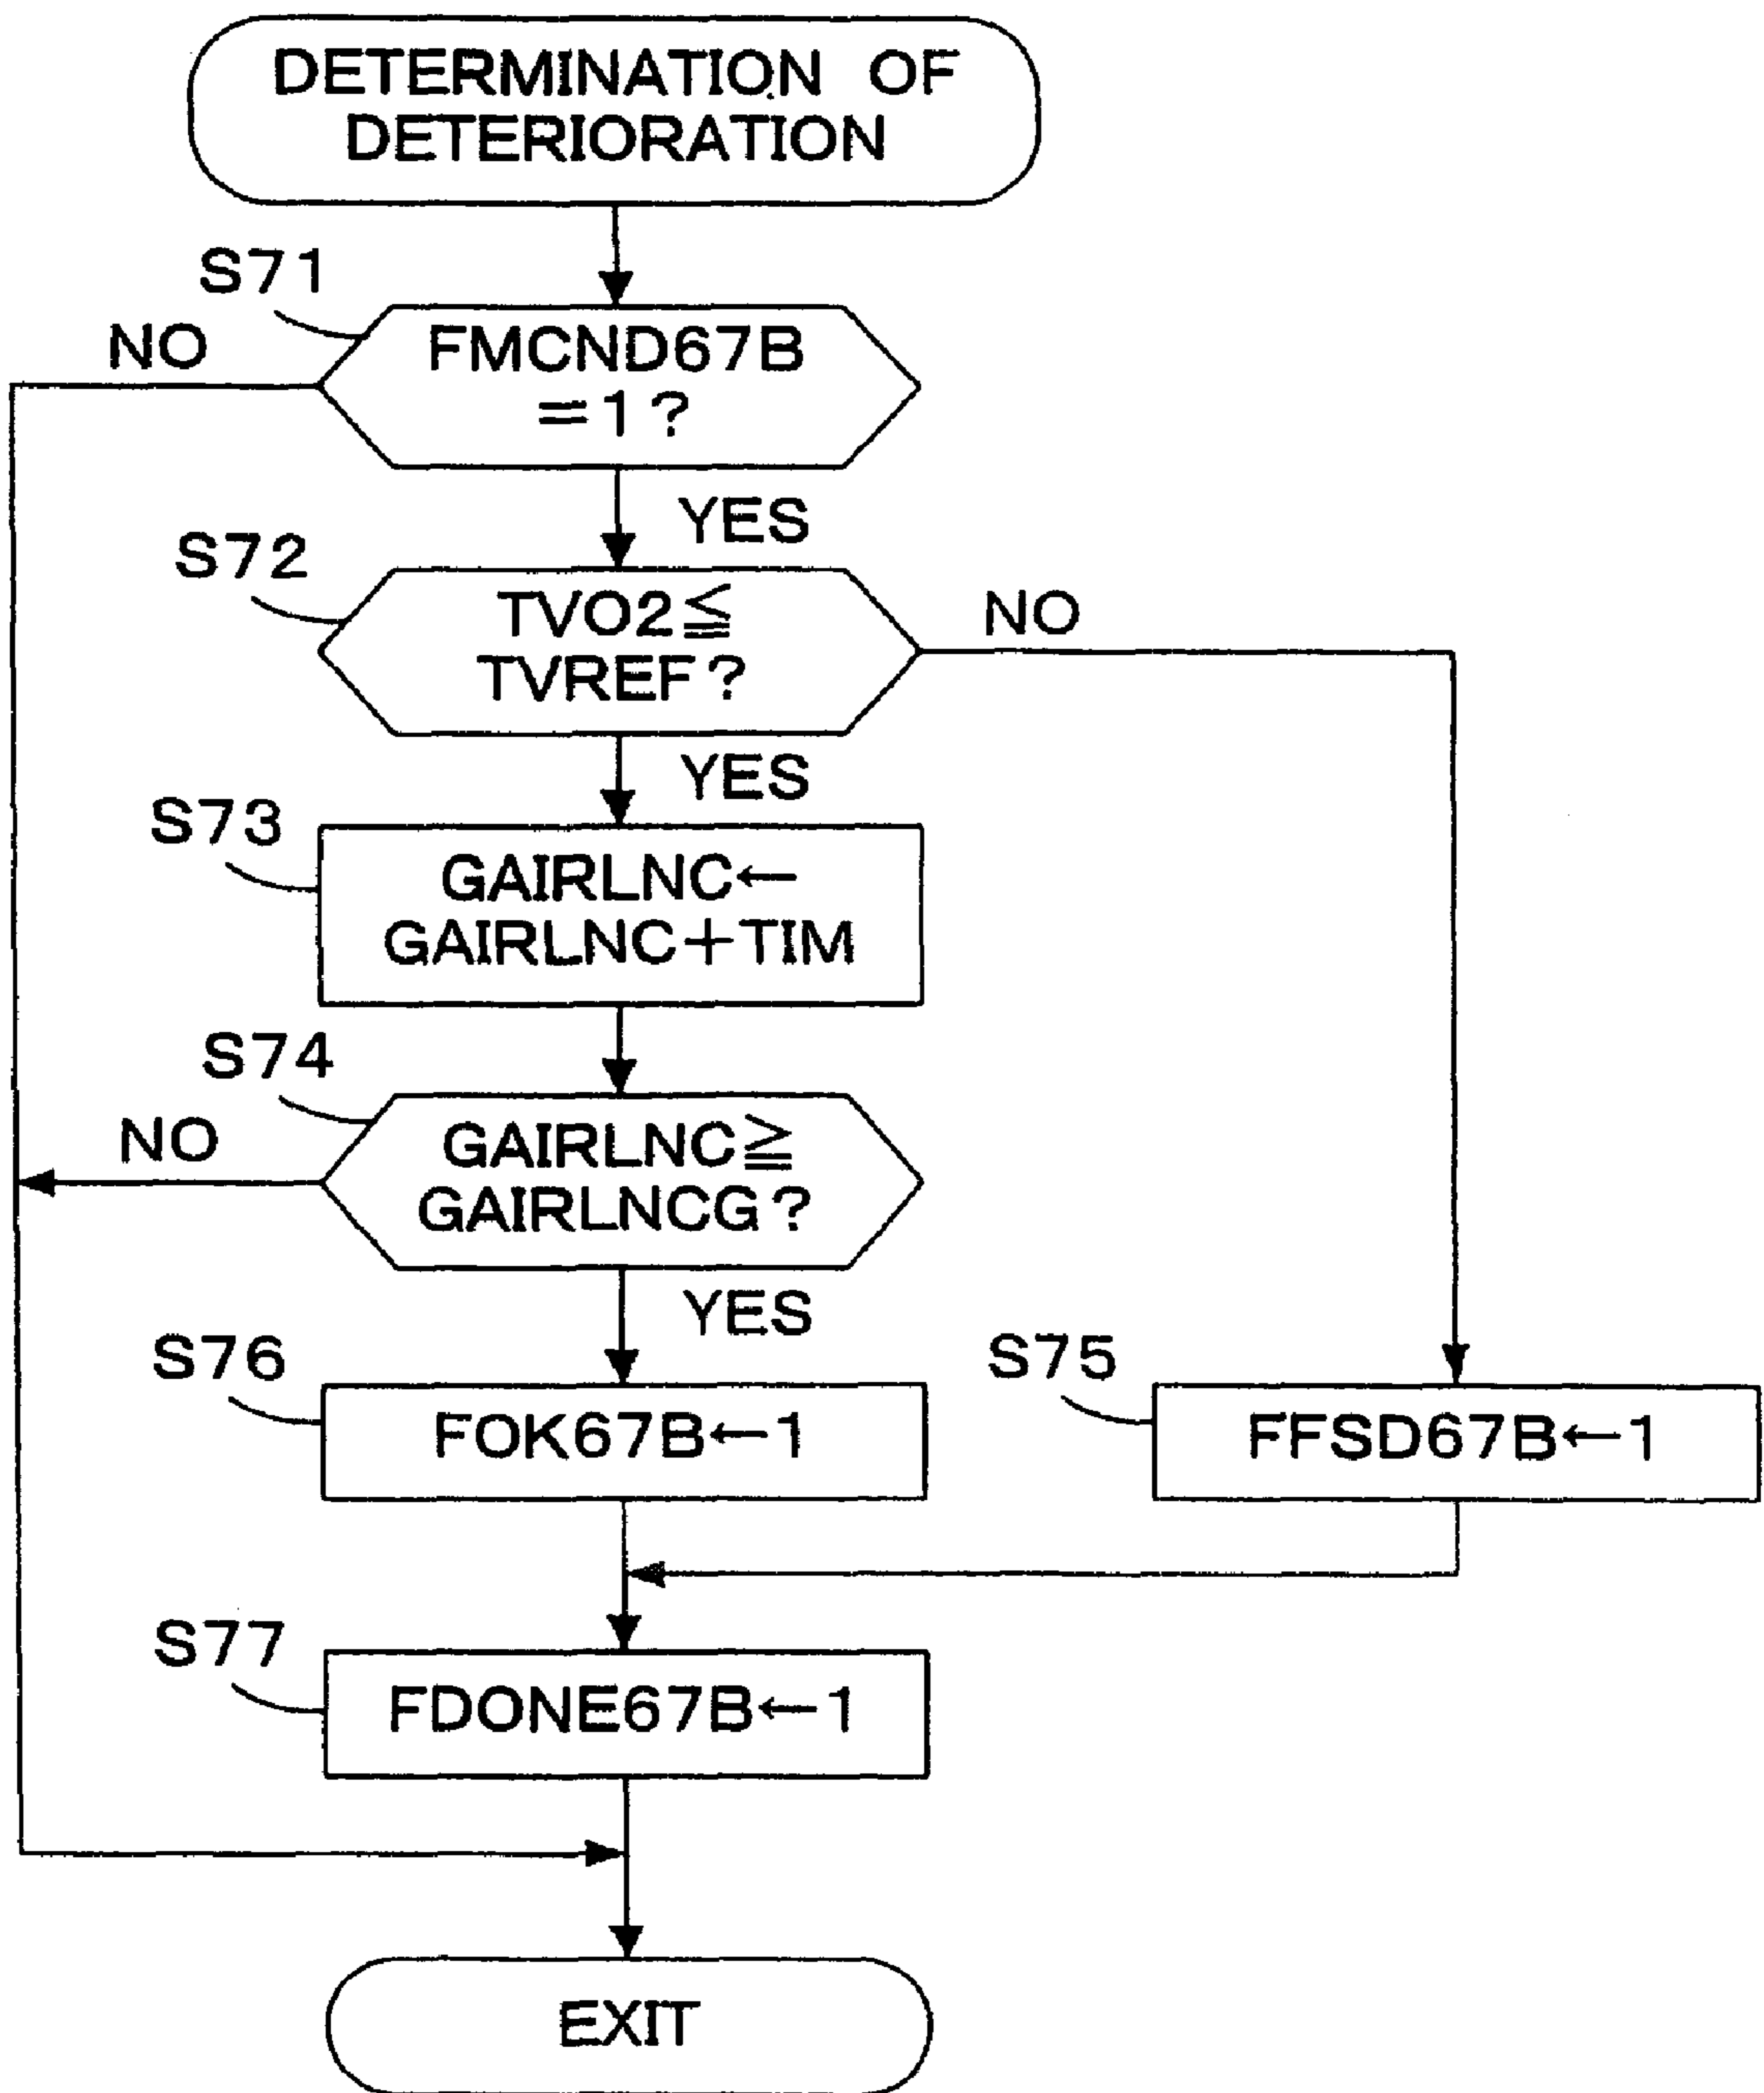 DETERMINATION OF
DETERIORATION
S71
NO
FMCND67B
=1?
YES
S72
TVO2≦
TVREF?
NO
YES
S73
GAIRLNC←
GAIRLNC+TIM
S74
NO
GAIRLNC≧
GAIRLNCG?
YES
S76
FOK67B←1
S75
FFSD67B←1
S77
FDONE67B←1
EXIT